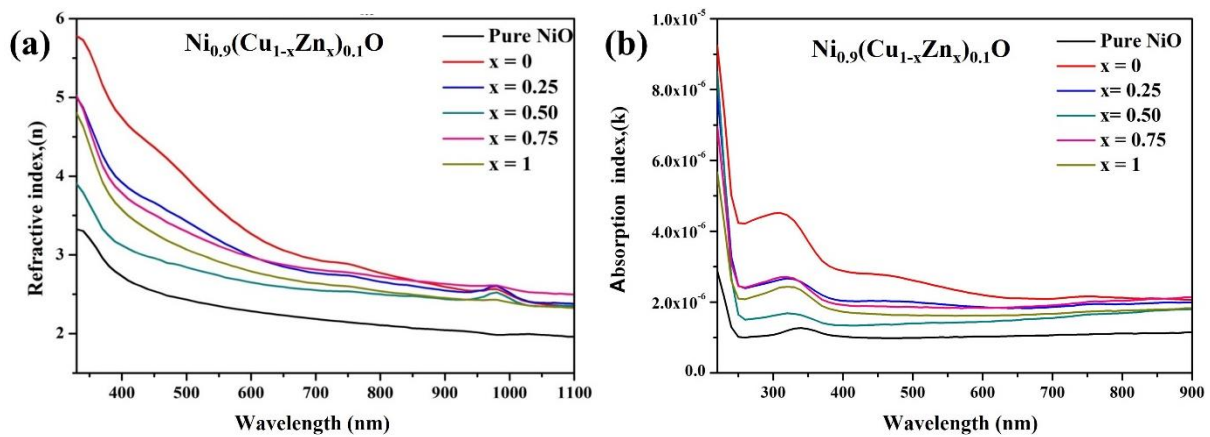 (a)
Ni0.9(Cu1-xZnx)0.1O
Pure NiO
x = 0
x = 0.25
x = 0.50
x = 0.75
x = 1
Refractive index,(n)
6
5
4
3
2
400 500 600 700 800 900 1000 1100
Wavelength (nm)
(b)
Ni0.9(Cu1-xZnx)0.1O
Pure NiO
x = 0
x = 0.25
x= 0.50
x = 0.75
x = 1
Absorption index,(k)
1.0x10-5
8.0x10-6
6.0x10-6
4.0x10-6
2.0x10-6
0.0
300 400 500 600 700 800 900
Wavelength (nm)